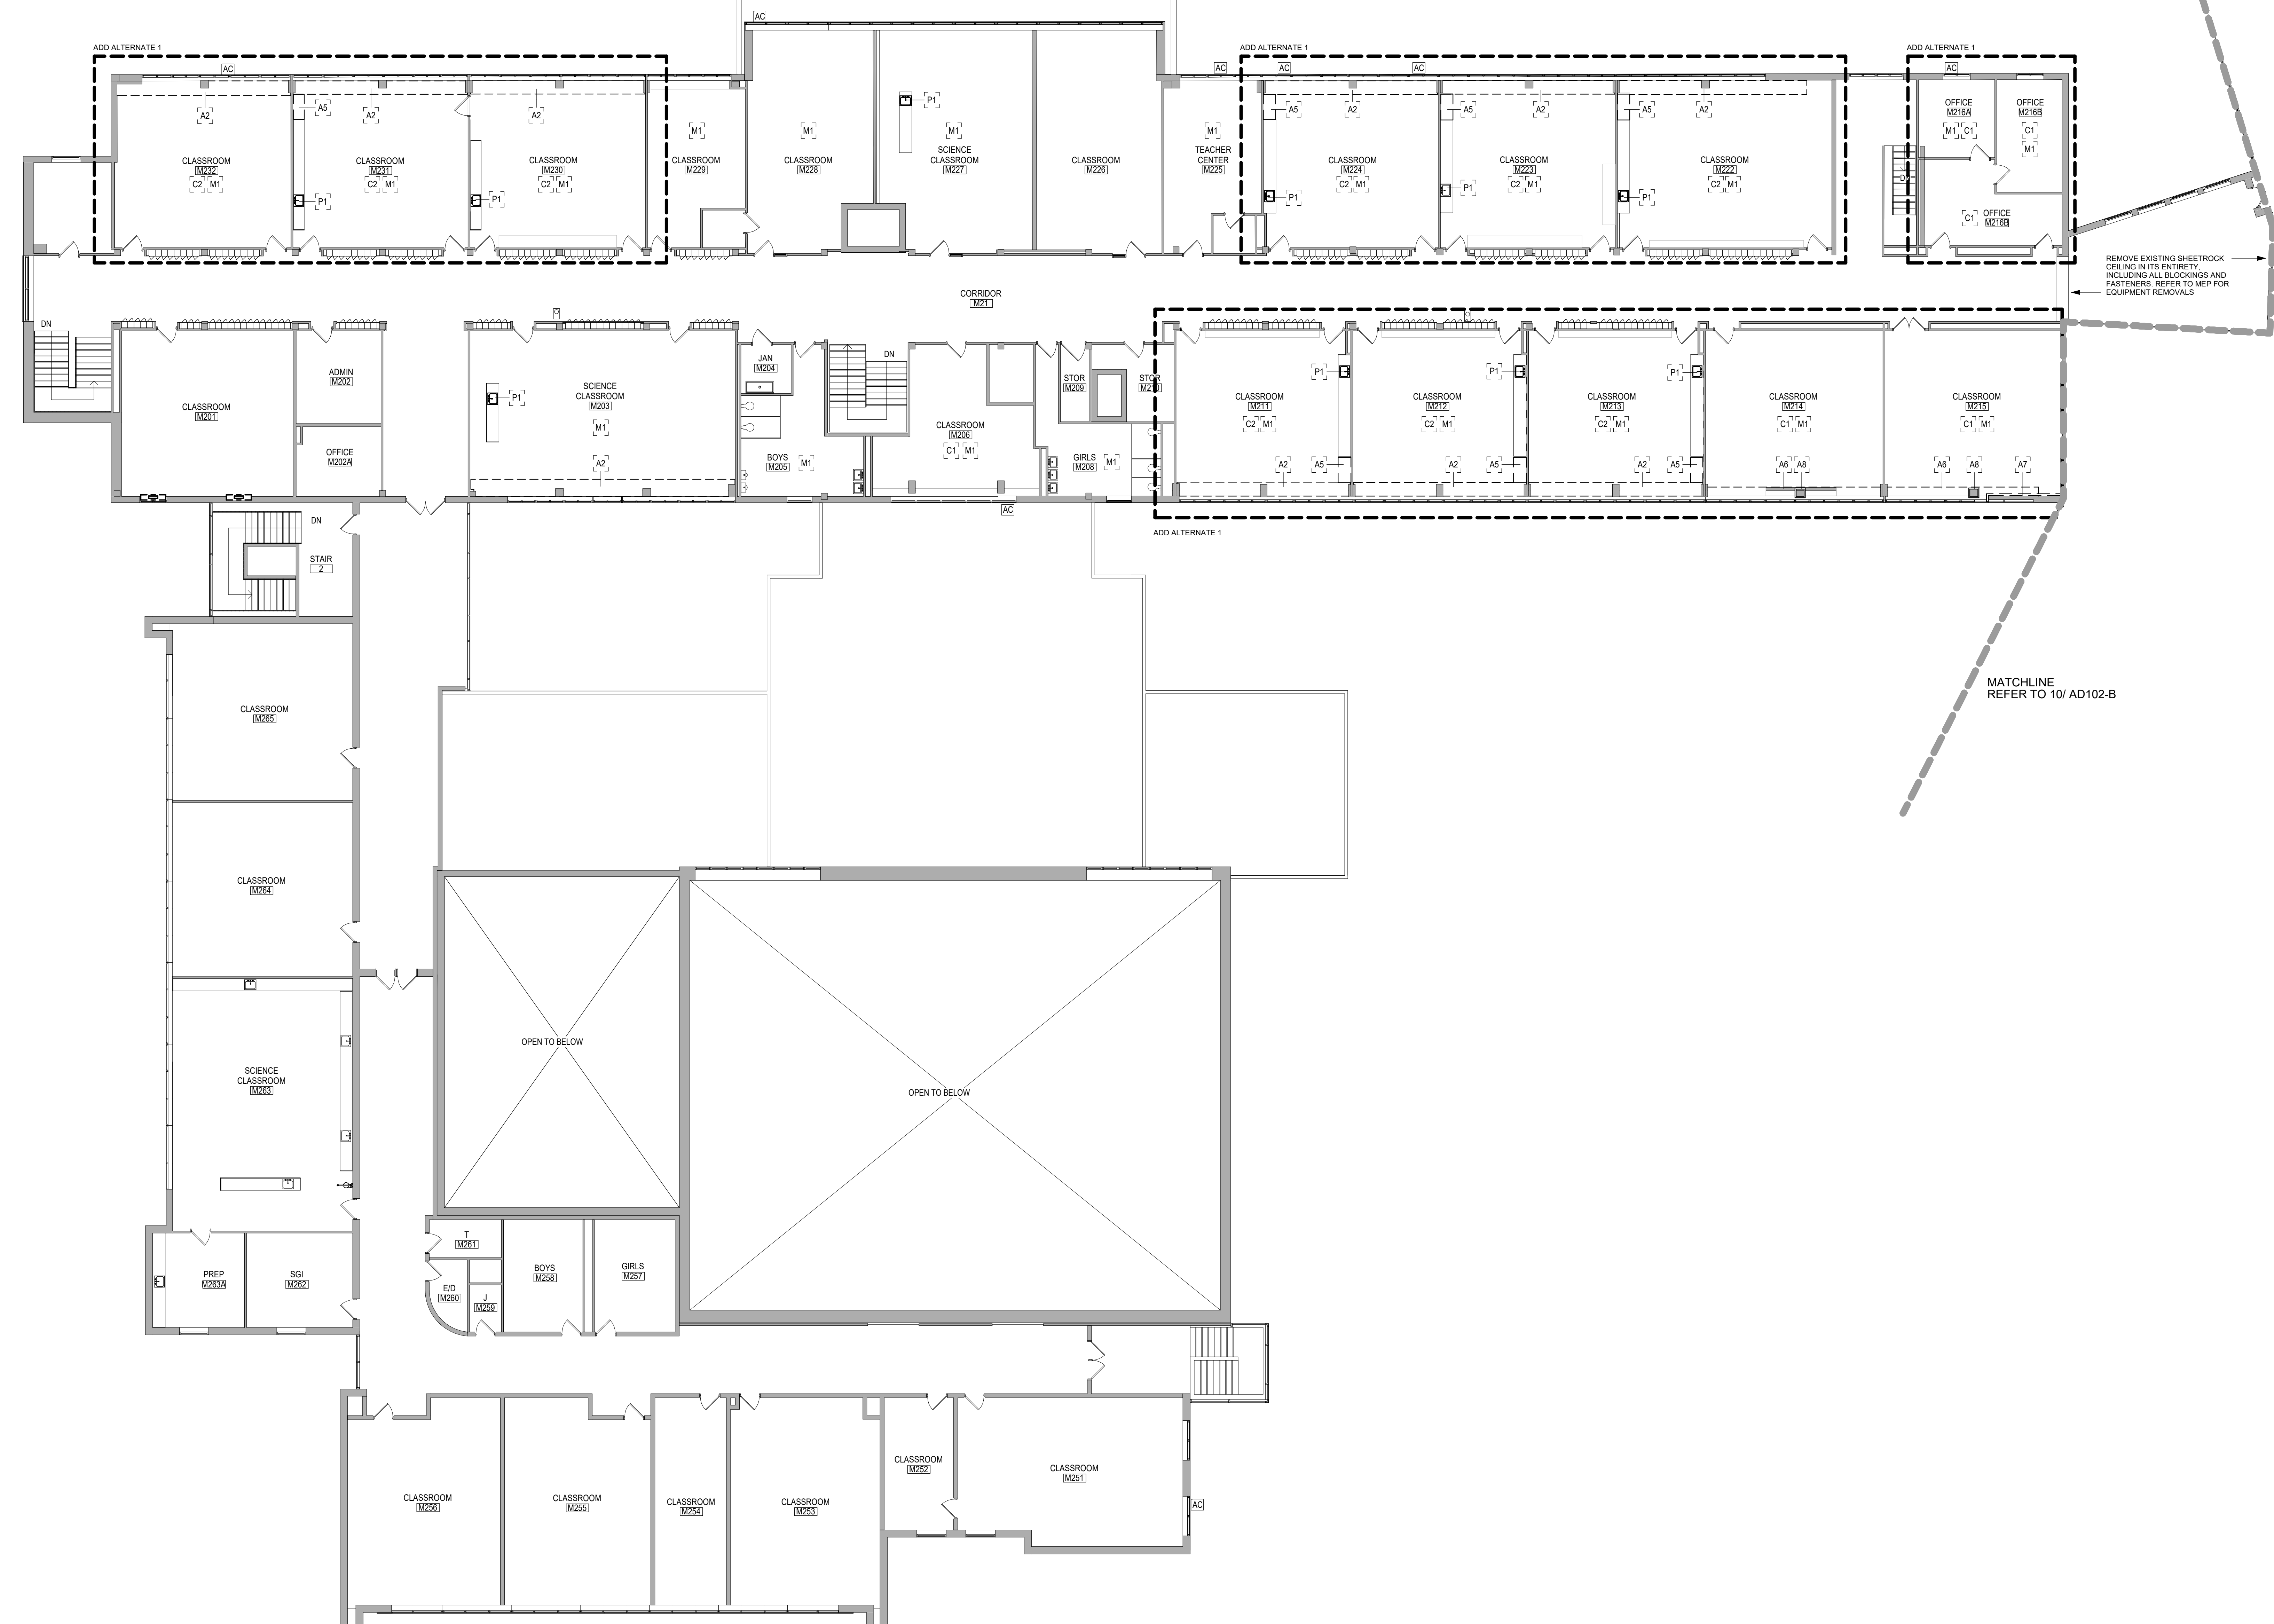 AC
ADD ALTERNATE 1
ADD ALTERNATE 1
ADD ALTERNATE 1
AC
AC
AC
AC
AC
A2
A5
A2
A2
CLASSROOM
M232
C2 M1
CLASSROOM
M231
C2 M1
P1
CLASSROOM
M230
C2 M1
P1
M1
CLASSROOM
M229
M1
CLASSROOM
M228
P1
M1
SCIENCE
CLASSROOM
M227
CLASSROOM
M226
M1
TEACHER
CENTER
M225
A5
A2
CLASSROOM
M224
C2 M1
P1
A5
A2
CLASSROOM
M223
C2 M1
P1
A5
A2
CLASSROOM
M222
C2 M1
P1
DN
OFFICE
M216A
M1 C1
OFFICE
M216B
C1
M1
C1
OFFICE
M216B
REMOVE EXISTING SHEETROCK
CEILING IN ITS ENTIRETY,
INCLUDING ALL BLOCKINGS AND
FASTENERS. REFER TO MEP FOR
EQUIPMENT REMOVALS
CORRIDOR
M21
DN
CLASSROOM
M201
ADMIN
M202
OFFICE
M202A
P1
SCIENCE
CLASSROOM
M203
M1
A2
JAN
M204
BOYS
M205
M1
DN
CLASSROOM
M206
C1 M1
STOR
M209
STOR
M210
GIRLS
M208
M1
AC
CLASSROOM
M211
C2 M1
P1
A2
A5
CLASSROOM
M212
C2 M1
P1
A2
A5
CLASSROOM
M213
C2 M1
P1
A2
A5
CLASSROOM
M214
C1 M1
A6 A8
CLASSROOM
M215
C1 M1
A6
A8
A7
ADD ALTERNATE 1
DN
STAIR
2
MATCHLINE
REFER TO 10/ AD102-B
CLASSROOM
M265
CLASSROOM
M264
OPEN TO BELOW
OPEN TO BELOW
SCIENCE
CLASSROOM
M263
PREP
M263A
SGI
M262
T
M261
E/D
M260
J
M259
BOYS
M258
GIRLS
M257
CLASSROOM
M256
CLASSROOM
M255
CLASSROOM
M254
CLASSROOM
M253
CLASSROOM
M252
CLASSROOM
M251
AC